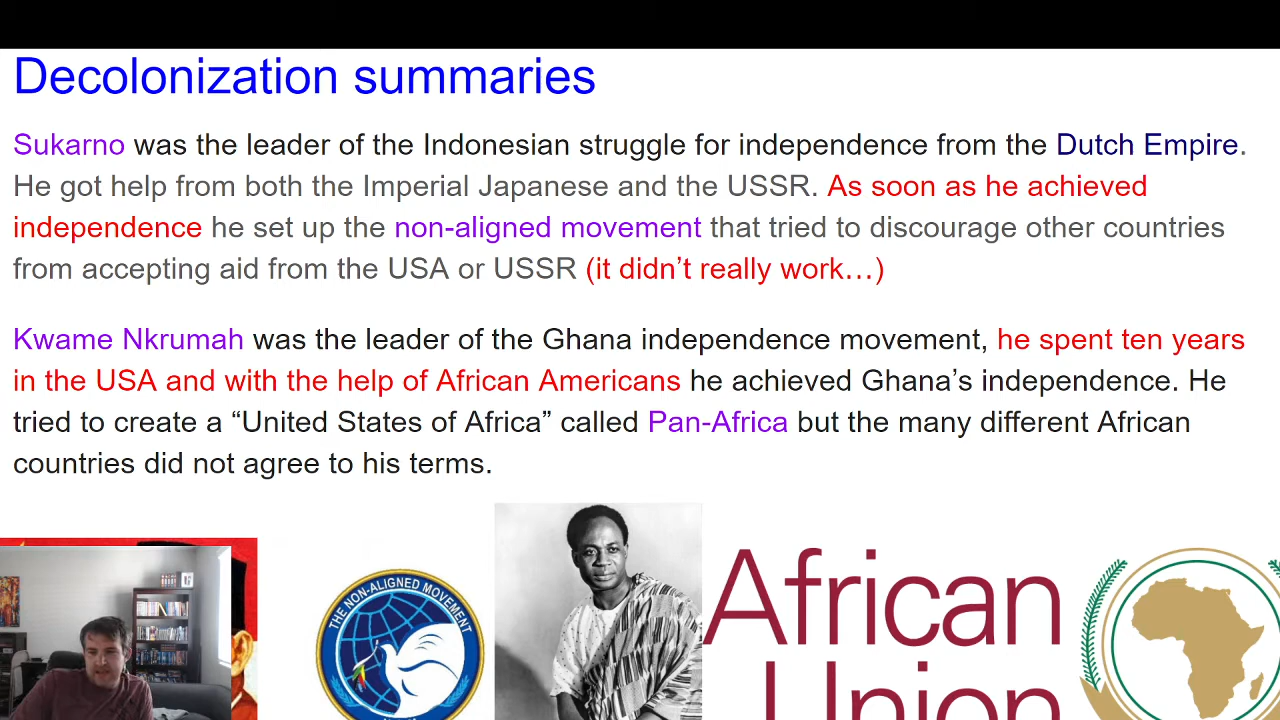 Decolonization summaries
Sukarno was the leader of the Indonesian struggle for independence from the Dutch Empire.
He got help from both the Imperial Japanese and the USSR. As soon as he achieved
independence he set up the non-aligned movement that tried to discourage other countries
from accepting aid from the USA or USSR (it didn’t really work…)
Kwame Nkrumah was the leader of the Ghana independence movement, he spent ten years
in the USA and with the help of African Americans he achieved Ghana’s independence. He
tried to create a “United States of Africa” called Pan-Africa but the many different African
countries did not agree to his terms.
THE NON-ALIGNED MOVEMENT
African
Union